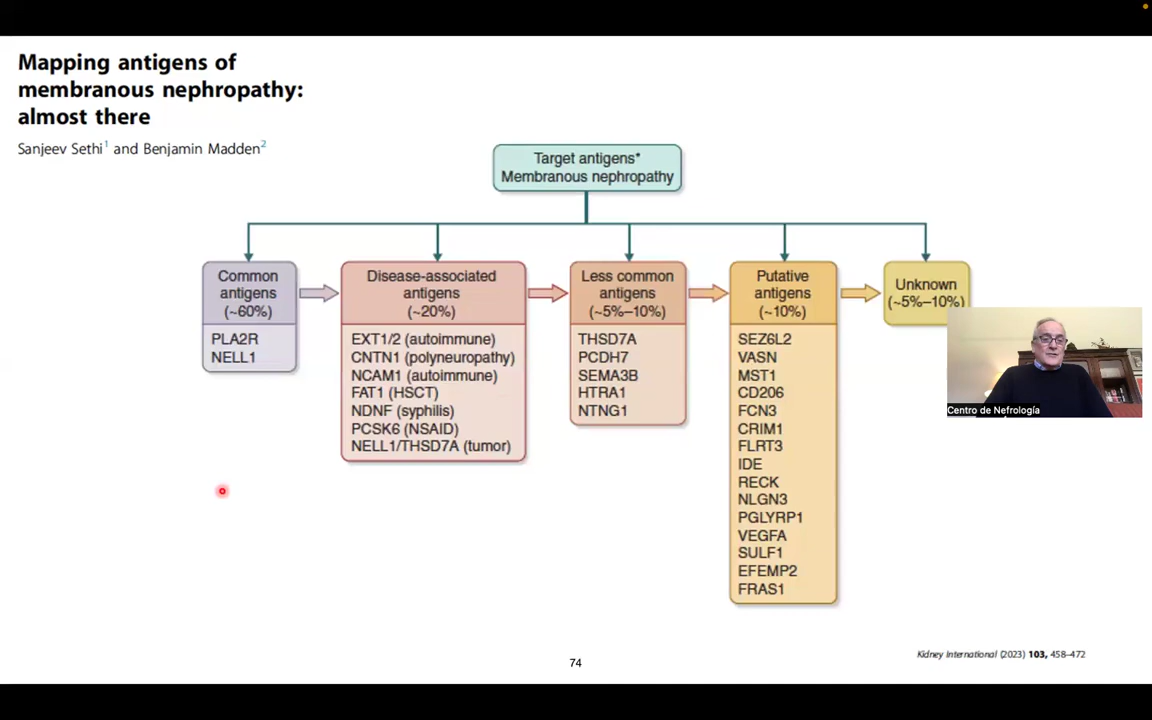 Mapping antigens of
membranous nephropathy:
almost there
Sanjeev Sethi1 and Benjamin Madden2
Target antigens*
Membranous nephropathy
Common
antigens
(~60%)
PLA2R
NELL1
Disease-associated
antigens
(~20%)
EXT1/2 (autoimmune)
CNTN1 (polyneuropathy)
NCAM1 (autoimmune)
FAT1 (HSCT)
NDNF (syphilis)
PCSK6 (NSAID)
NELL1/THSD7A (tumor)
Less common
antigens
(~5%–10%)
THSD7A
PCDH7
SEMA3B
HTRA1
NTNG1
Putative
antigens
(~10%)
SEZ6L2
VASN
MST1
CD206
FCN3
CRIM1
FLRT3
IDE
RECK
NLGN3
PGLYRP1
VEGFA
SULF1
EFEMP2
FRAS1
Unknown
(~5%–10%)
Centro de Nefrología
Kidney International (2023) 103, 458–472
74